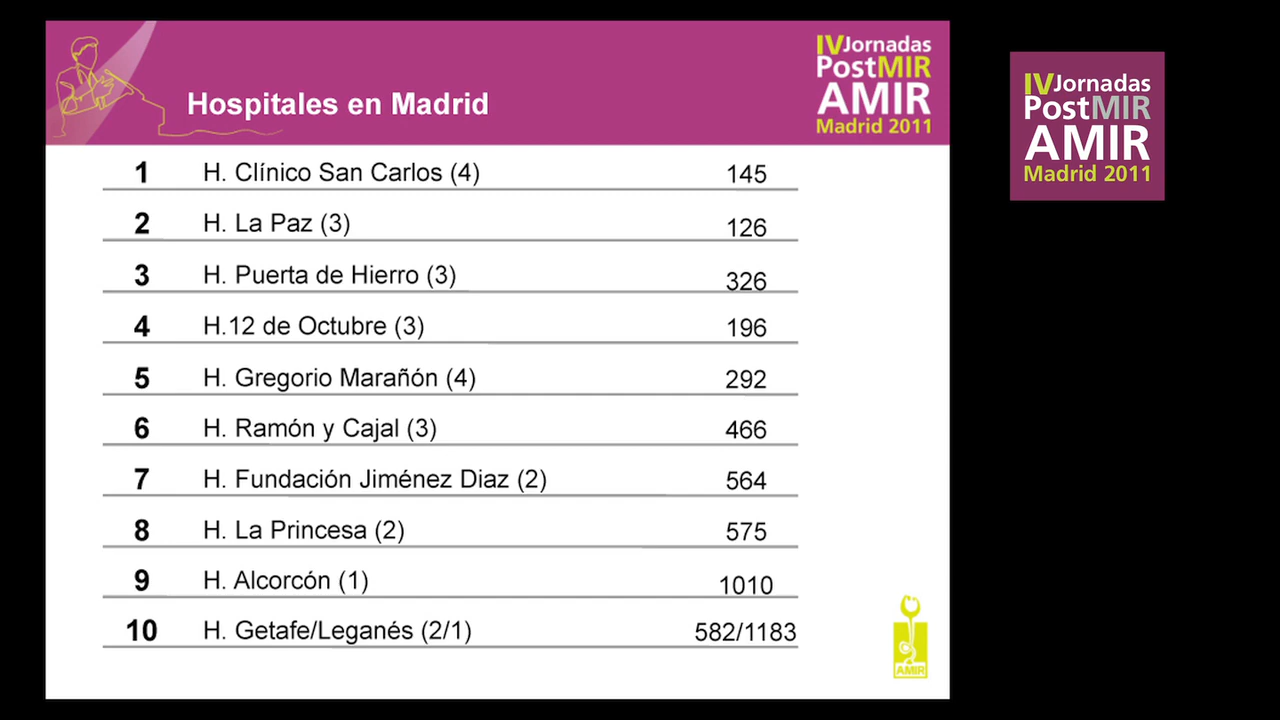 Hospitales en Madrid
IVJornadas
PostMIR
AMIR
Madrid 2011
IVJornadas
PostMIR
AMIR
Madrid 2011
1 H. Clínico San Carlos (4) 145
2 H. La Paz (3) 126
3 H. Puerta de Hierro (3) 326
4 H.12 de Octubre (3) 196
5 H. Gregorio Marañón (4) 292
6 H. Ramón y Cajal (3) 466
7 H. Fundación Jiménez Diaz (2) 564
8 H. La Princesa (2) 575
9 H. Alcorcón (1) 1010
10 H. Getafe/Leganés (2/1) 582/1183
AMIR